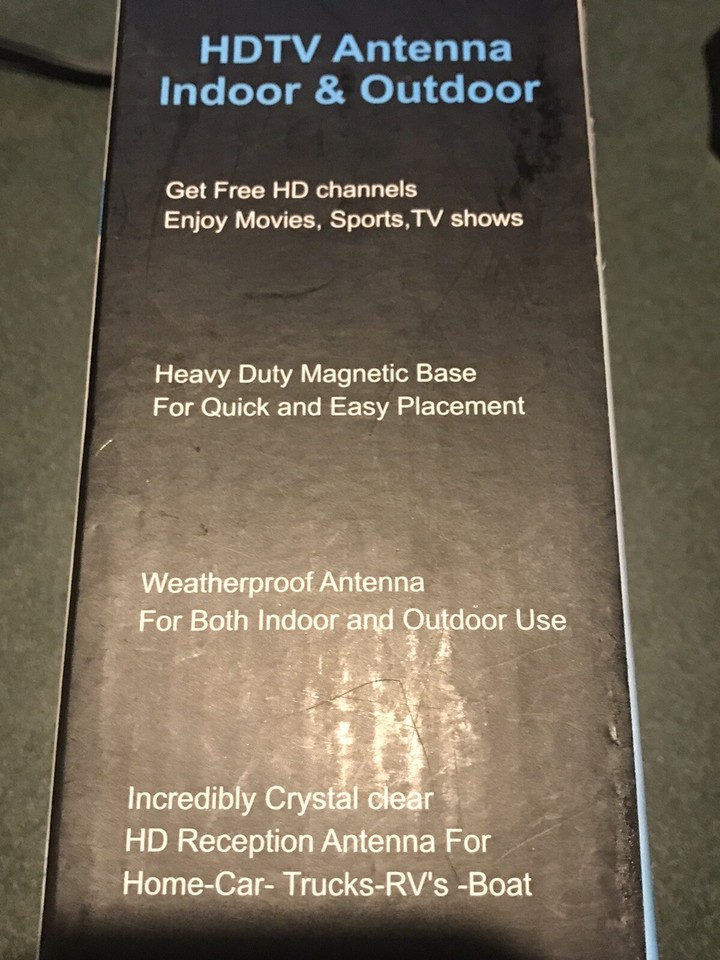 HDTV Antenna
Indoor & Outdoor
Get Free HD channels
Enjoy Movies, Sports,TV shows
Heavy Duty Magnetic Base
For Quick and Easy Placement
Weatherproof Antenna
For Both Indoor and Outdoor Use
Incredibly Crystal clear
HD Reception Antenna For
Home-Car- Trucks-RV's -Boat